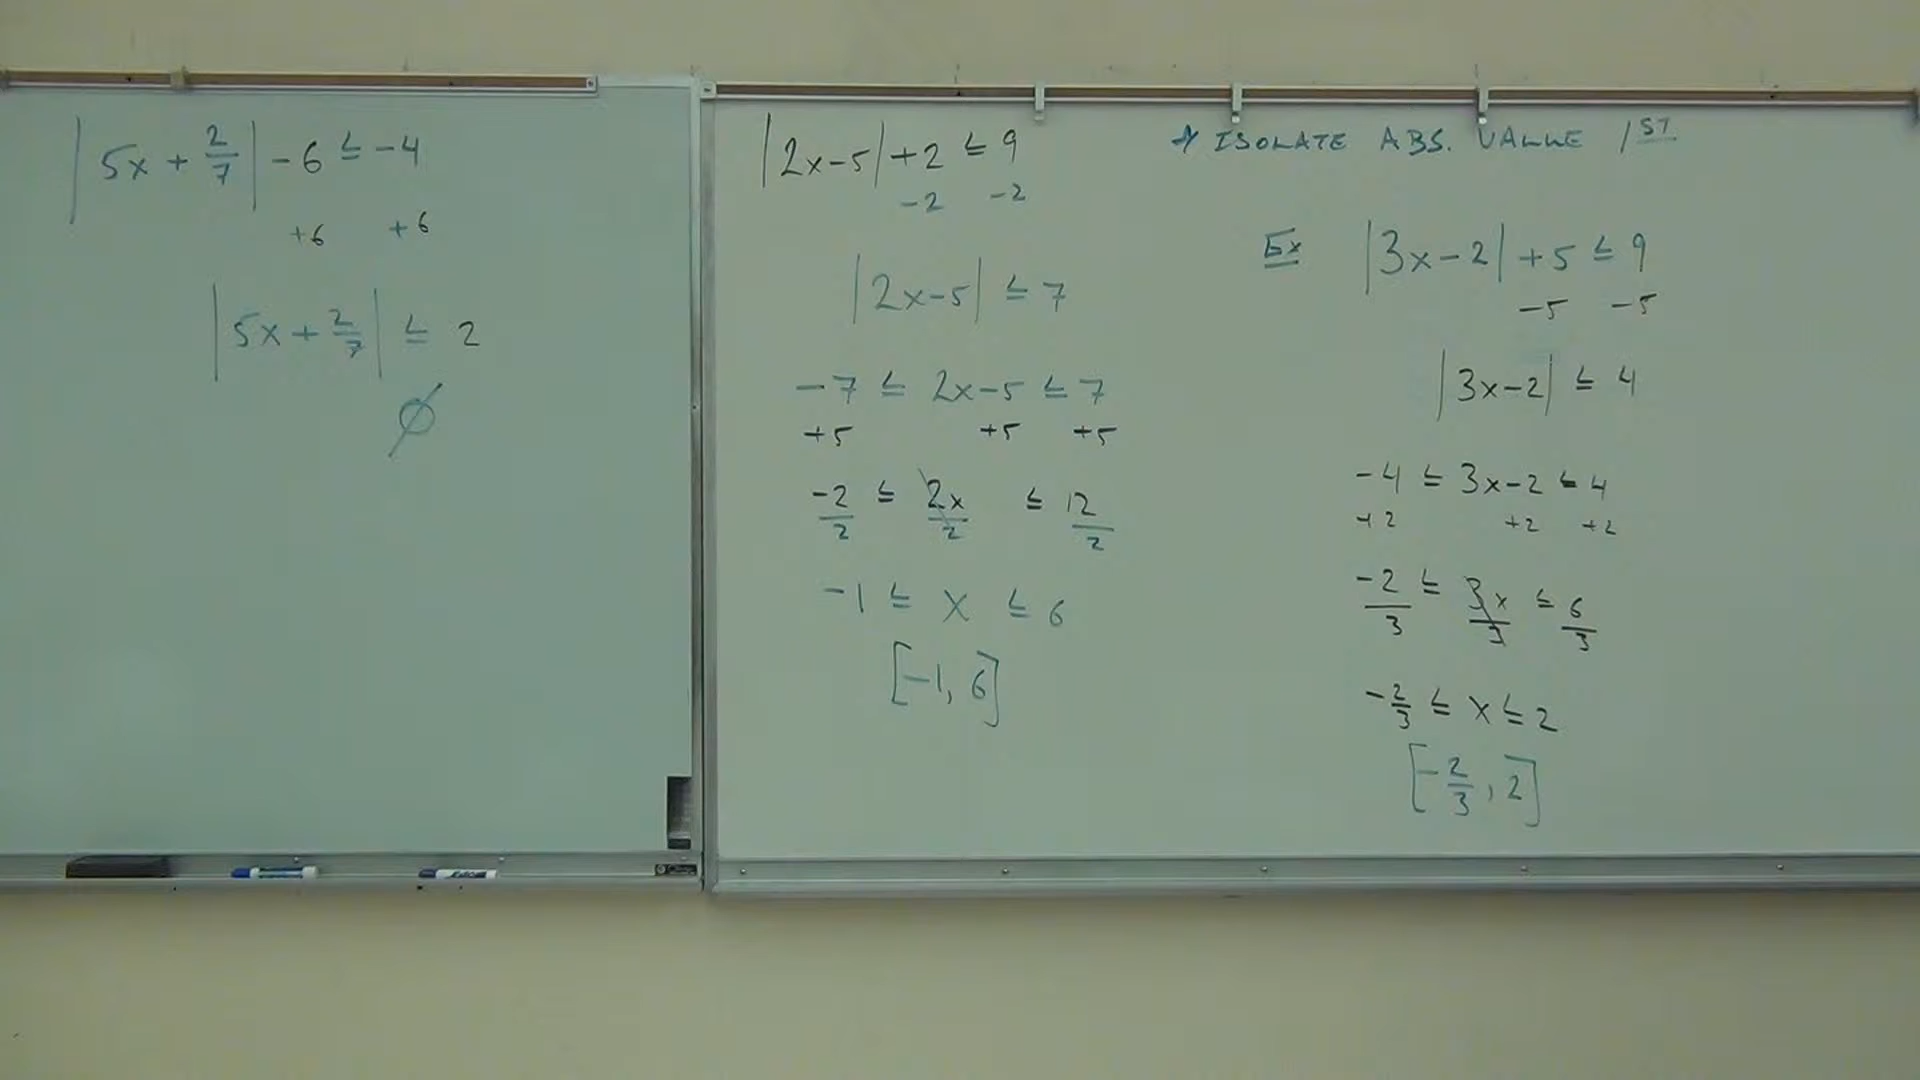 |5x + 2/7| - 6 ≤ -4
+6 +6
|5x + 2/7| ≤ 2
∅
|2x-5| + 2 ≤ 9
-2 -2
|2x-5| ≤ 7
-7 ≤ 2x-5 ≤ 7
+5 +5 +5
-2/2 ≤ 2x/2 ≤ 12/2
-1 ≤ x ≤ 6
[-1, 6]
ISOLATE ABS. VALUE 1ST
Ex |3x-2| + 5 ≤ 9
-5 -5
|3x-2| ≤ 4
-4 ≤ 3x-2 ≤ 4
+2 +2 +2
-2/3 ≤ 3x/3 ≤ 6/3
-2/3 ≤ x ≤ 2
[-2/3, 2]